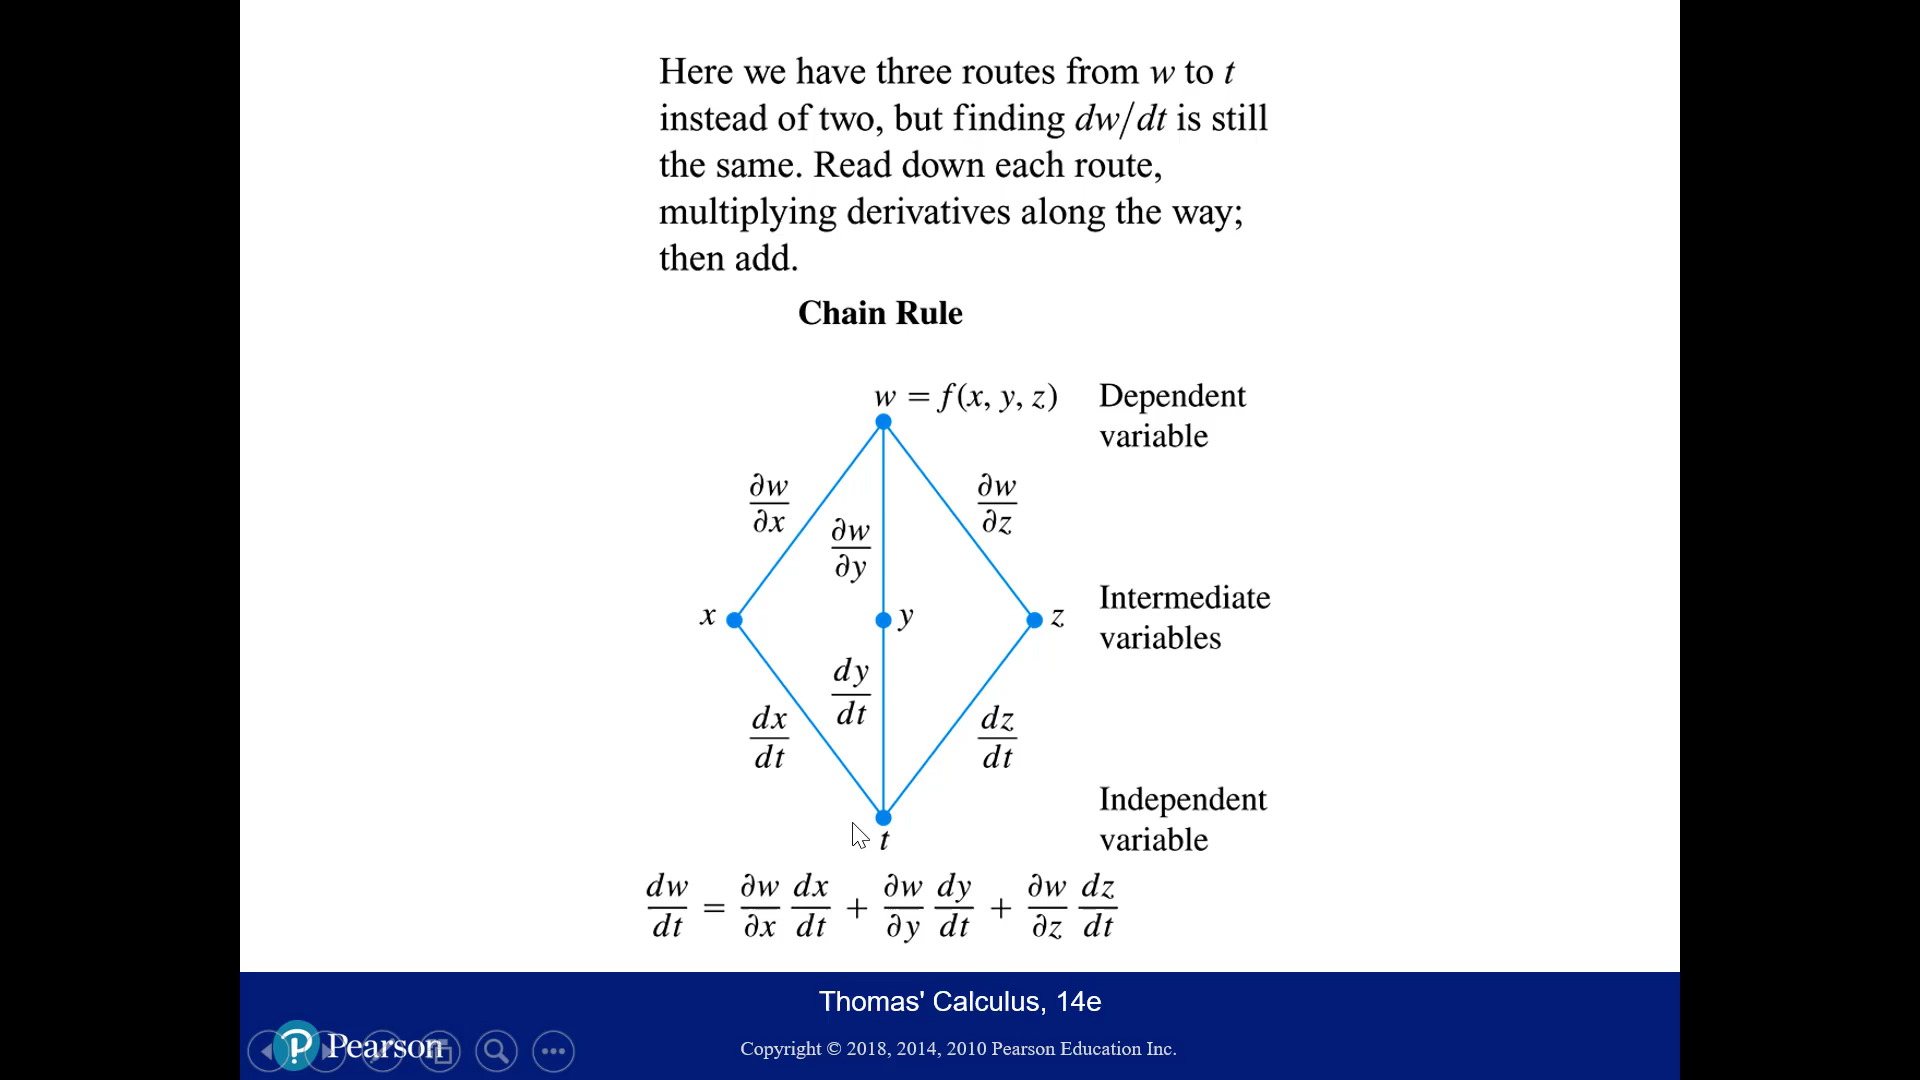 Here we have three routes from w to t
instead of two, but finding dw/dt is still
the same. Read down each route,
multiplying derivatives along the way;
then add.
Chain Rule
w = f(x, y, z)
Dependent
variable
∂w/∂x
∂w/∂y
∂w/∂z
x
y
z
Intermediate
variables
dx/dt
dy/dt
dz/dt
Independent
variable
t
dw/dt = ∂w/∂x dx/dt + ∂w/∂y dy/dt + ∂w/∂z dz/dt
Thomas' Calculus, 14e
Pearson
Copyright © 2018, 2014, 2010 Pearson Education Inc.